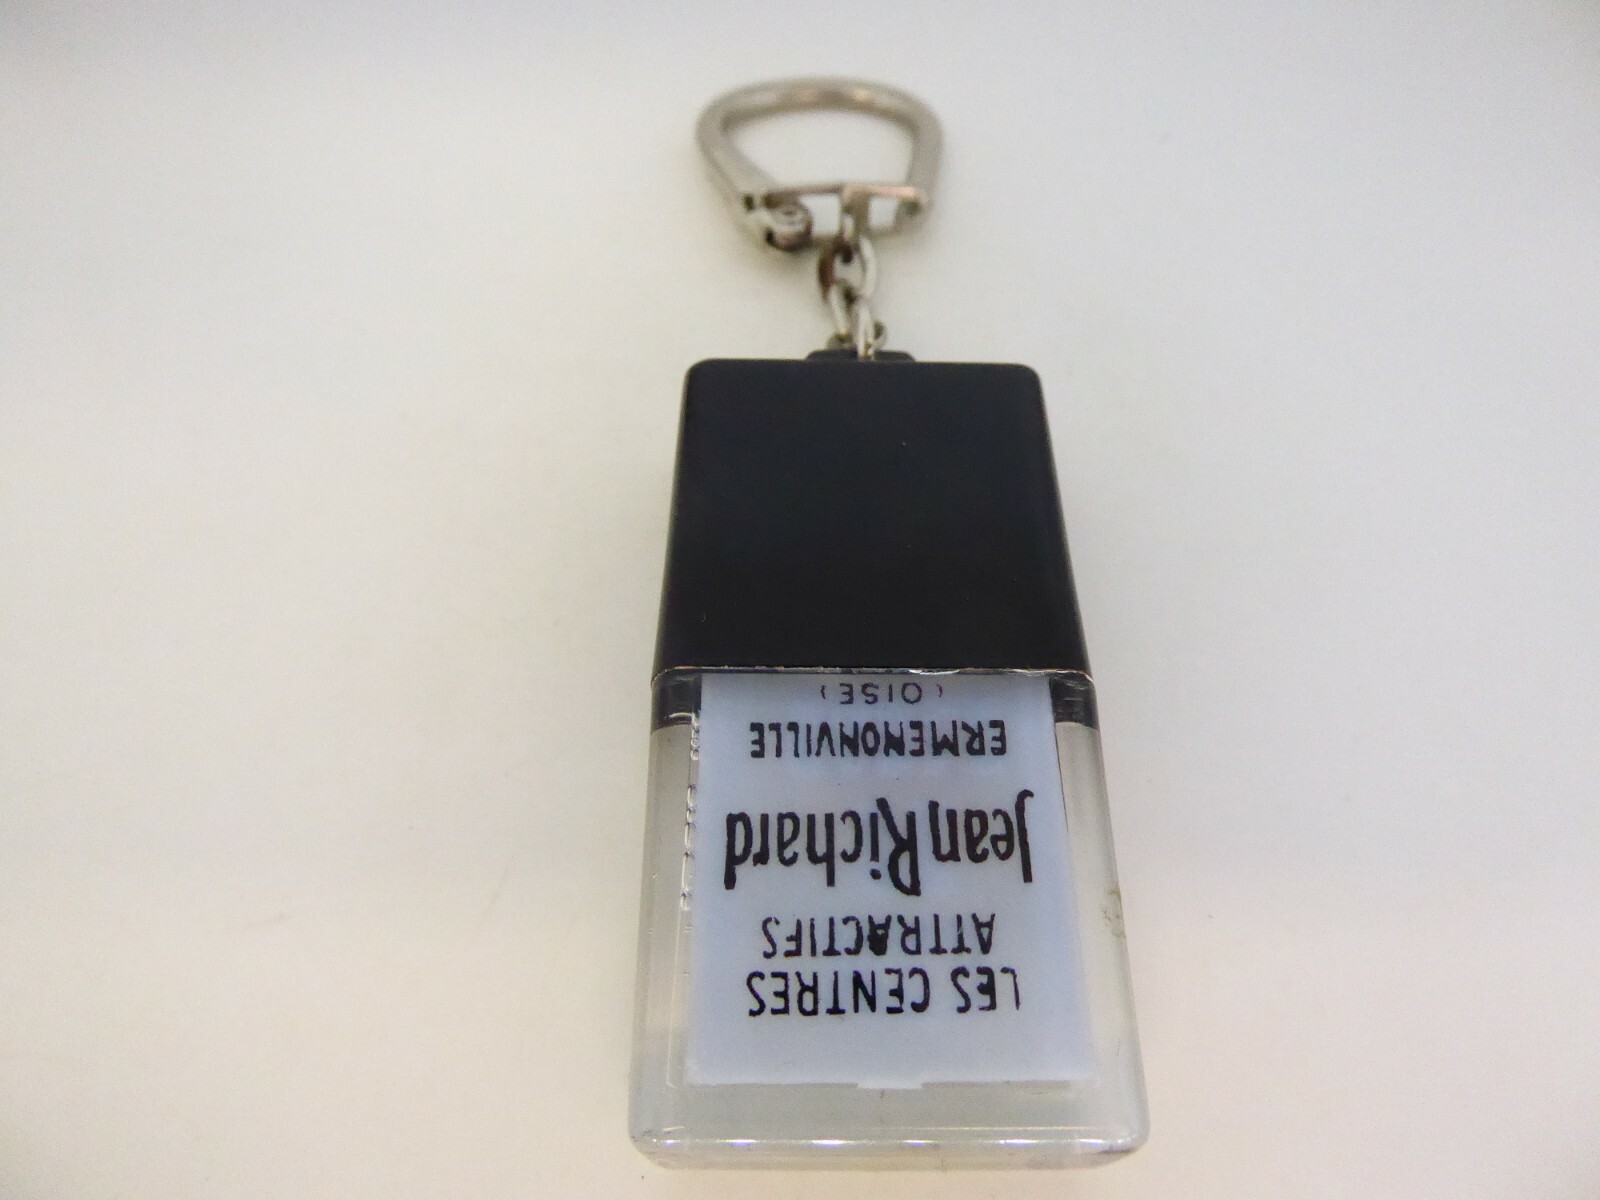 LES CENTRES
ATTRACTIFS
Jean Richard
ERMENONVILLE
(OISE)